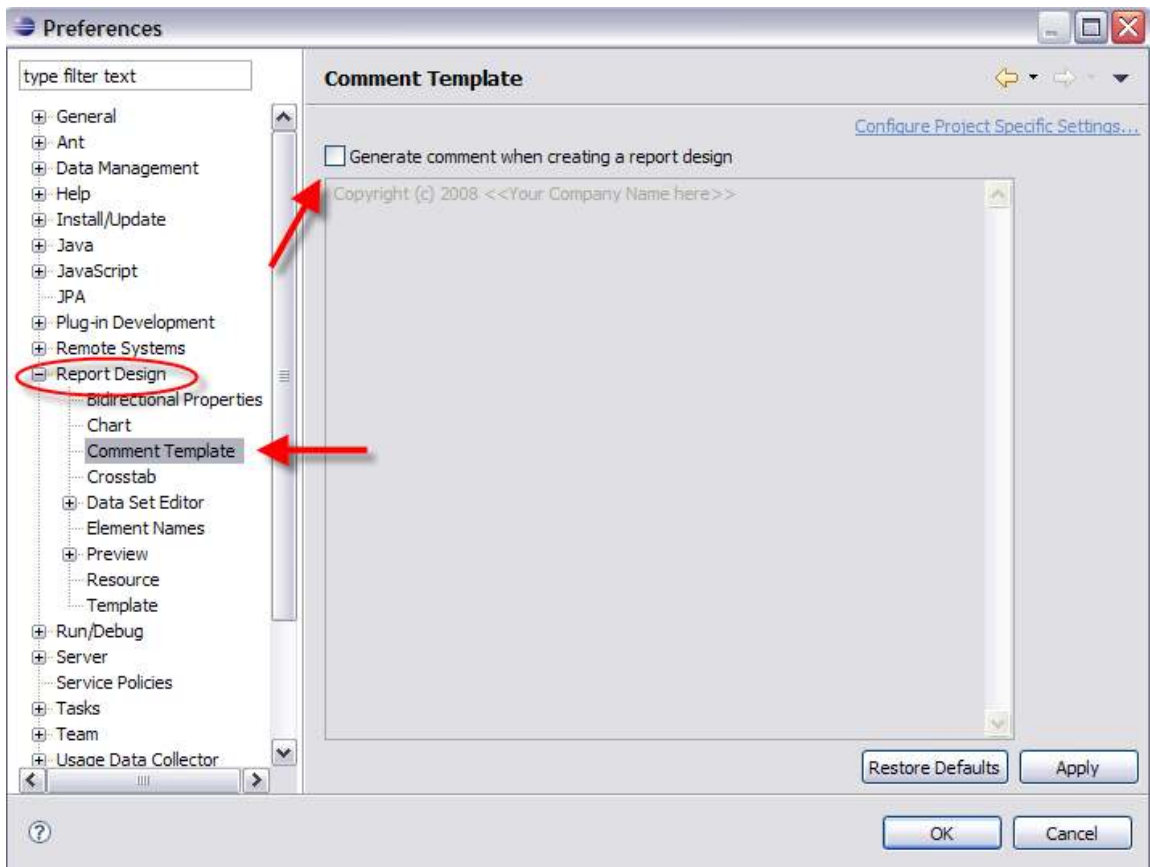 Preferences
type filter text
General
Ant
Data Management
Help
Install/Update
Java
JavaScript
JPA
Plug-in Development
Remote Systems
Report Design
Bidirectional Properties
Chart
Comment Template
Crosstab
Data Set Editor
Element Names
Preview
Resource
Template
Run/Debug
Server
Service Policies
Tasks
Team
Usage Data Collector
Comment Template
Configure Project Specific Settings...
Generate comment when creating a report design
Copyright (c) 2008 <<Your Company Name here>>
Restore Defaults
Apply
OK
Cancel